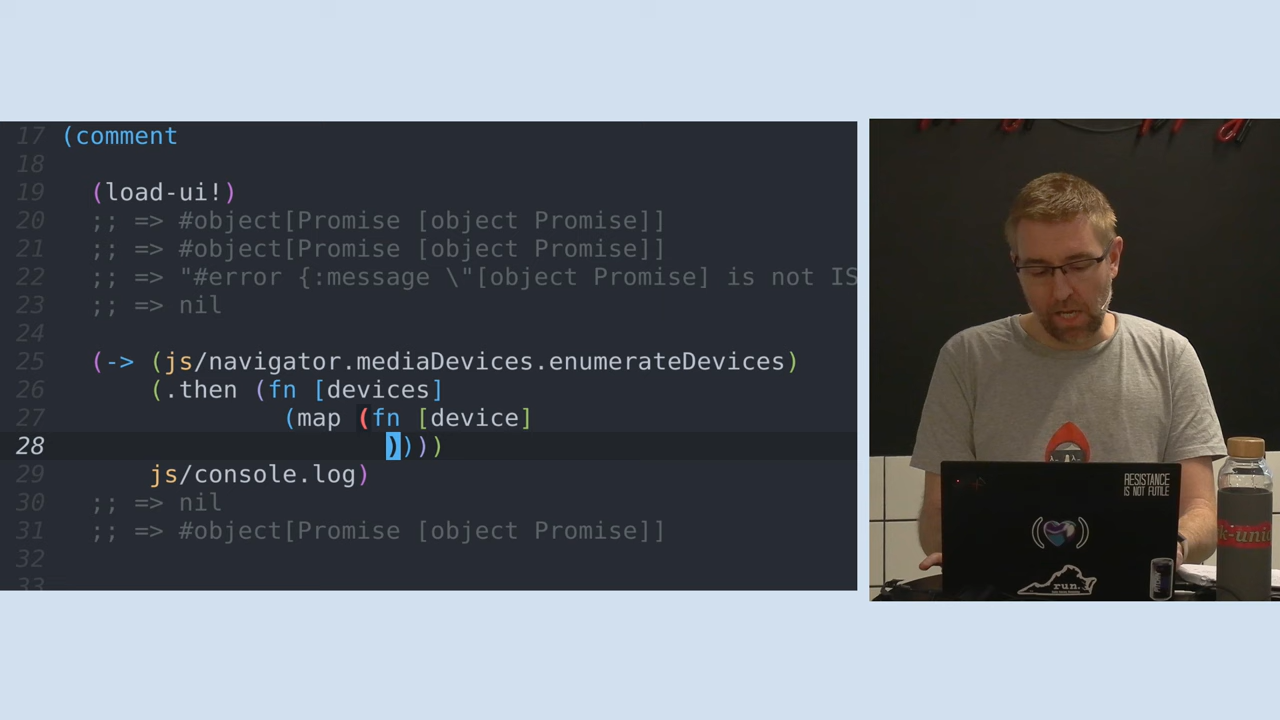 17 (comment
18
19 (load-ui!)
20 ;; => #object[Promise [object Promise]]
21 ;; => #object[Promise [object Promise]]
22 ;; => "#error {:message \"[object Promise] is not IS
23 ;; => nil
24
25 (-> (js/navigator.mediaDevices.enumerateDevices)
26 (.then (fn [devices]
27 (map (fn [device]
28 ))))
29 js/console.log)
30 ;; => nil
31 ;; => #object[Promise [object Promise]]
32
33
RESISTANCE
IS NOT FUTILE
run.